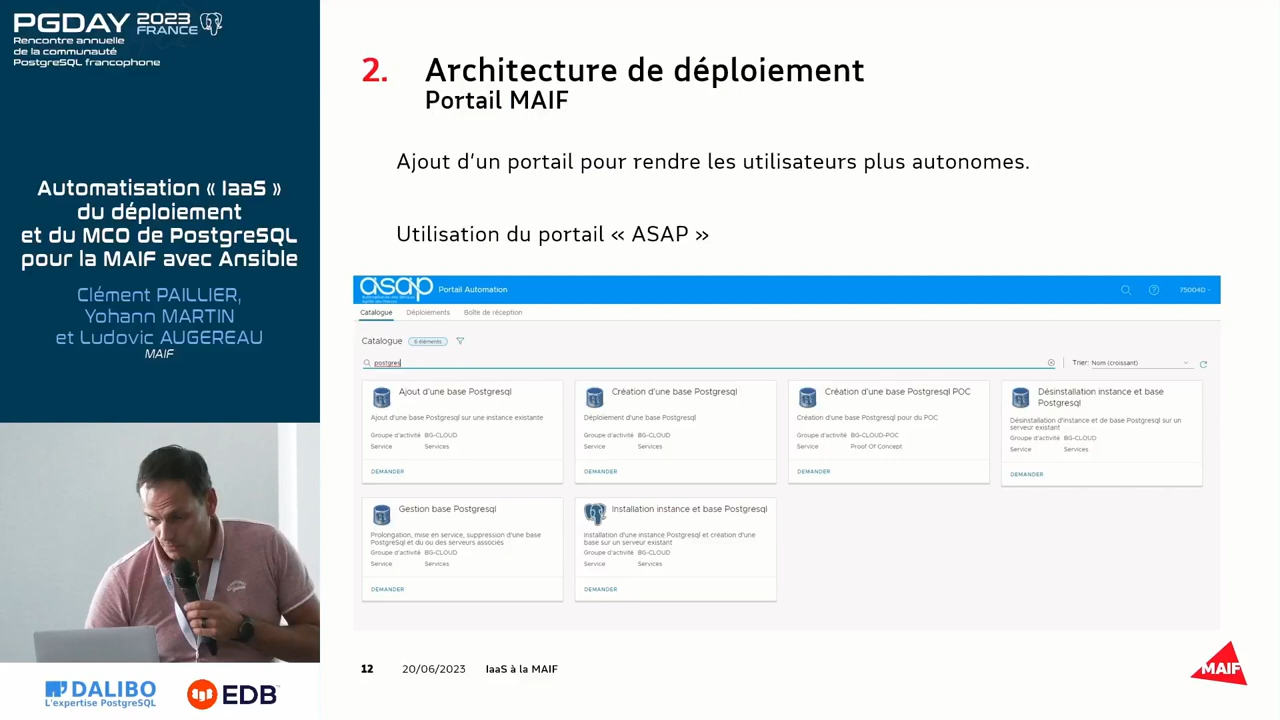 PGDAY 2023 FRANCE
Rencontre annuelle
de la communauté
PostgreSQL francophone
Automatisation « IaaS »
du déploiement
et du MCO de PostgreSQL
pour la MAIF avec Ansible
Clément PAILLIER,
Yohann MARTIN
et Ludovic AUGEREAU
MAIF
DALIBO
L'expertise PostgreSQL
EDB
2. Architecture de déploiement
Portail MAIF
Ajout d'un portail pour rendre les utilisateurs plus autonomes.
Utilisation du portail « ASAP »
asap Portail Automation 75004D
Catalogue Déploiements Boîte de réception
Catalogue 6 éléments
postgres Trier: Nom (croissant)
Ajout d'une base Postgresql
Ajout d'une base Postgresql sur une instance existante
Groupe d'activité BG-CLOUD
Service Services
DEMANDER
Création d'une base Postgresql
Déploiement d'une base Postgresql
Groupe d'activité BG-CLOUD
Service Services
DEMANDER
Création d'une base Postgresql POC
Création d'une base Postgresql pour du POC
Groupe d'activité BG-CLOUD-POC
Service Proof Of Concept
DEMANDER
Désinstallation instance et base
Postgresql
Désinstallation d'instance et de base Postgresql sur un
serveur existant
Groupe d'activité BG-CLOUD
Service Services
DEMANDER
Gestion base Postgresql
Prolongation, mise en service, suppression d'une base
PostgreSQL et du ou des serveurs associés
Groupe d'activité BG-CLOUD
Service Services
DEMANDER
Installation instance et base Postgresql
Installation d'une instance Postgresql et création d'une
base sur un serveur existant
Groupe d'activité BG-CLOUD
Service Services
DEMANDER
12 20/06/2023 IaaS à la MAIF
MAIF